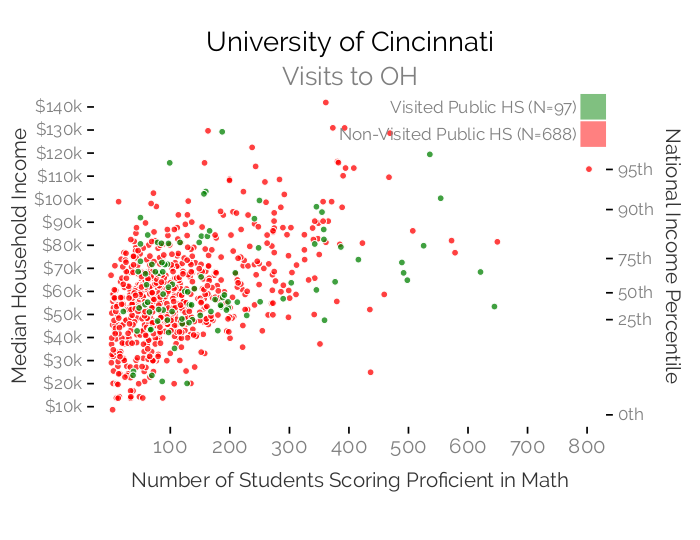 University of Cincinnati
Visits to OH
Visited Public HS (N=97)
Non-Visited Public HS (N=688)
Median Household Income
$140k
$130k
$120k
$110k
$100k
$90k
$80k
$70k
$60k
$50k
$40k
$30k
$20k
$10k
National Income Percentile
95th
90th
75th
50th
25th
0th
100 200 300 400 500 600 700 800
Number of Students Scoring Proficient in Math